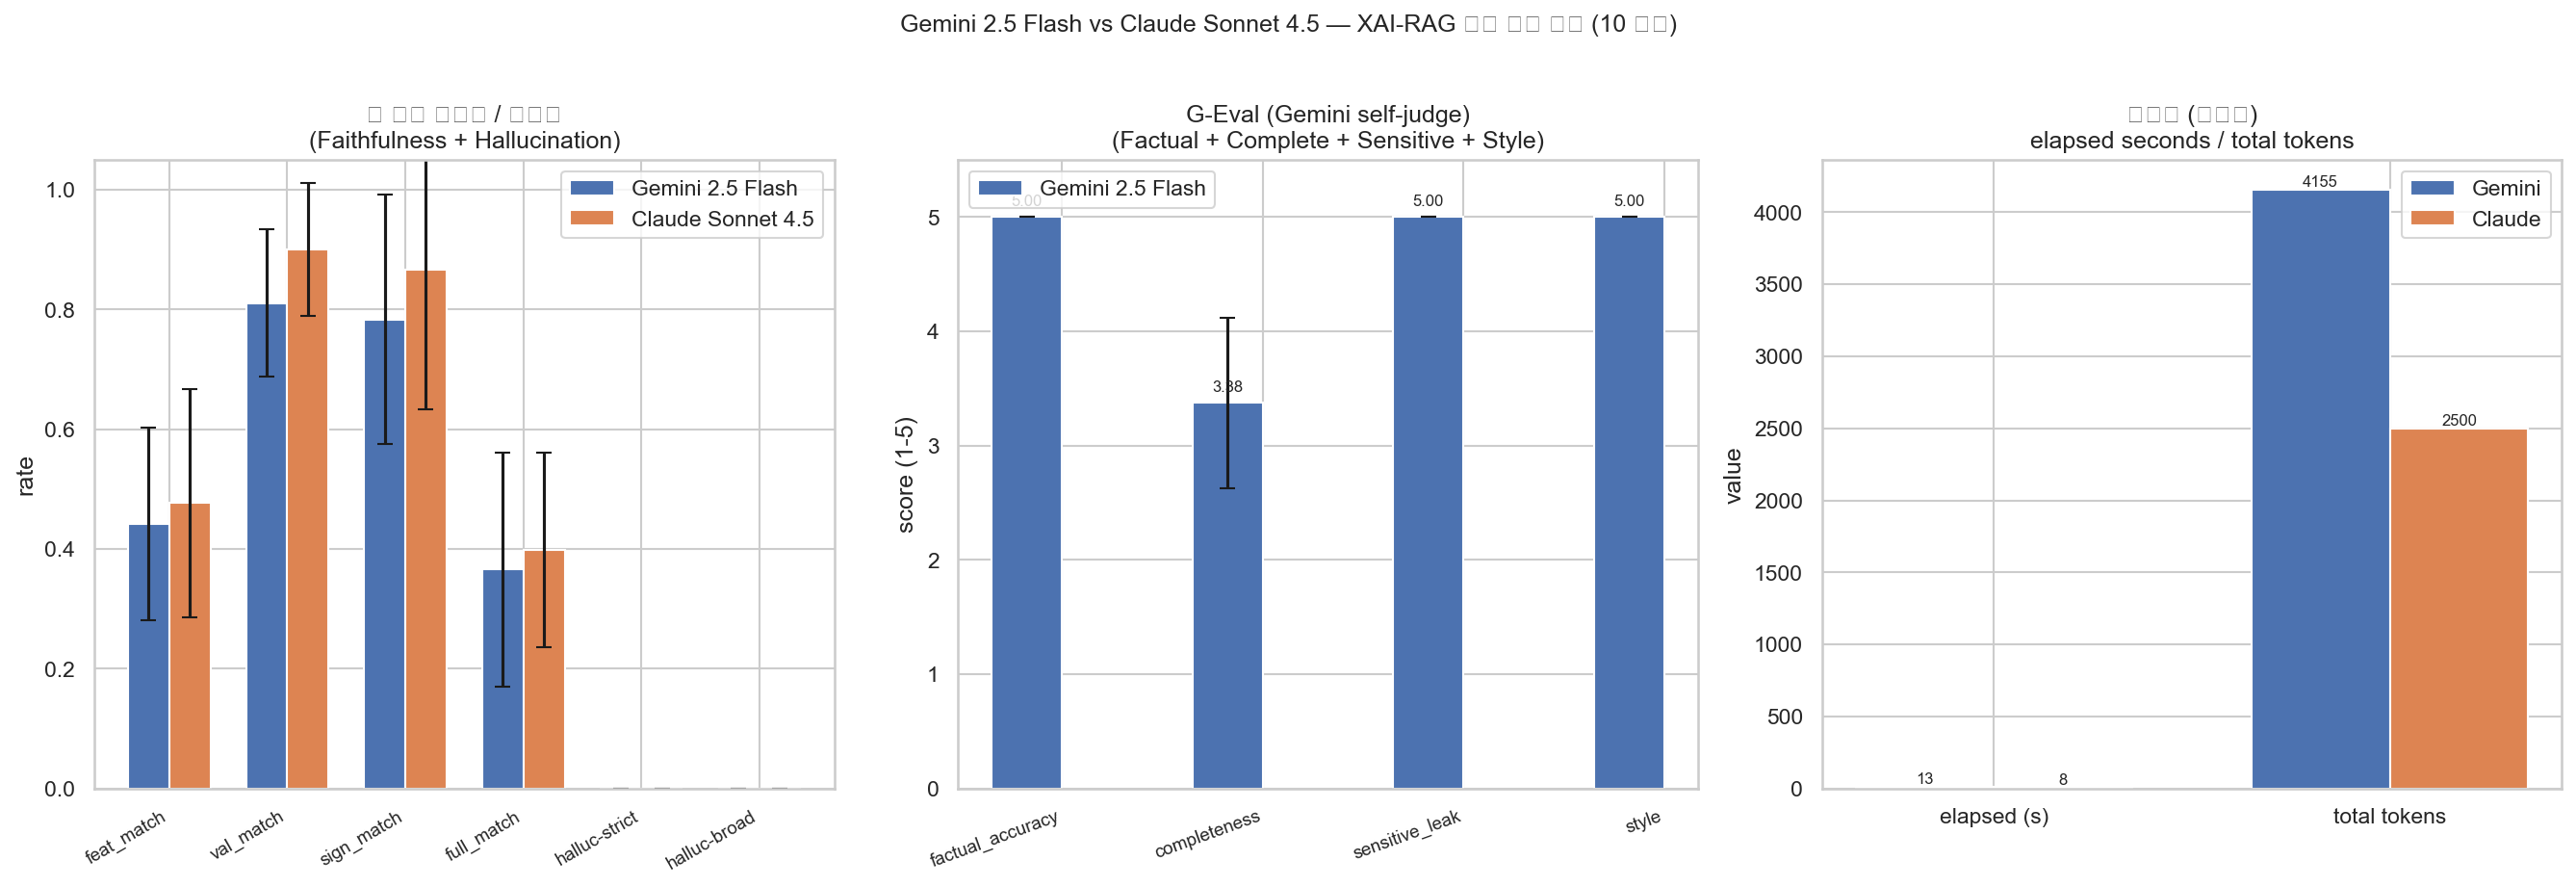 Gemini 2.5 Flash vs Claude Sonnet 4.5 — XAI-RAG (10
(Faithfulness + Hallucination)
rate
1.0
0.8
0.6
0.4
0.2
0.0
Gemini 2.5 Flash
Claude Sonnet 4.5
feat_match
val_match
sign_match
full_match
halluc-strict
halluc-broad
G-Eval (Gemini self-judge)
(Factual + Complete + Sensitive + Style)
score (1-5)
5
4
3
2
1
0
Gemini 2.5 Flash
5.00
5.00
5.00
factual_accuracy
completeness
sensitive_leak
style
elapsed seconds / total tokens
value
4000
3500
3000
2500
2000
1500
1000
500
0
Gemini
Claude
13
8
4155
2500
elapsed (s)
total tokens